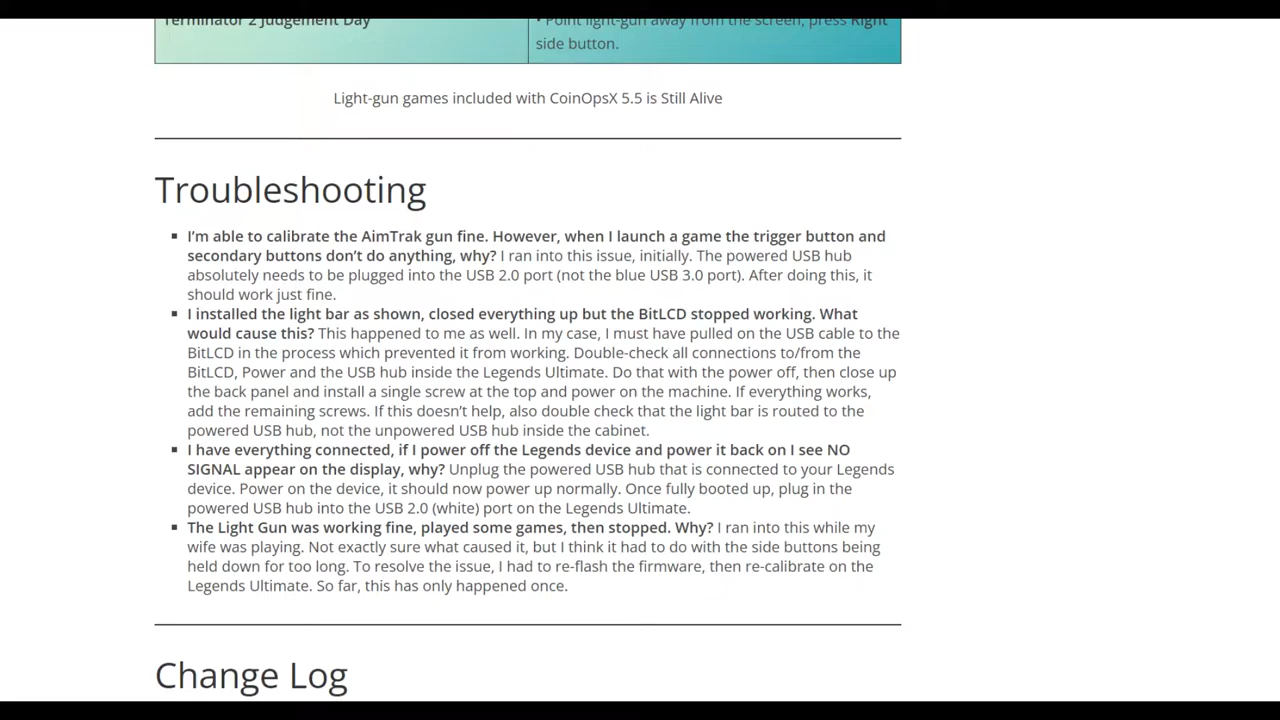 Terminator 2 Judgement Day
• Point light-gun away from the screen, press Right
side button.
Light-gun games included with CoinOpsX 5.5 is Still Alive
Troubleshooting
▪ I’m able to calibrate the AimTrak gun fine. However, when I launch a game the trigger button and
secondary buttons don’t do anything, why? I ran into this issue, initially. The powered USB hub
absolutely needs to be plugged into the USB 2.0 port (not the blue USB 3.0 port). After doing this, it
should work just fine.
▪ I installed the light bar as shown, closed everything up but the BitLCD stopped working. What
would cause this? This happened to me as well. In my case, I must have pulled on the USB cable to the
BitLCD in the process which prevented it from working. Double-check all connections to/from the
BitLCD, Power and the USB hub inside the Legends Ultimate. Do that with the power off, then close up
the back panel and install a single screw at the top and power on the machine. If everything works,
add the remaining screws. If this doesn’t help, also double check that the light bar is routed to the
powered USB hub, not the unpowered USB hub inside the cabinet.
▪ I have everything connected, if I power off the Legends device and power it back on I see NO
SIGNAL appear on the display, why? Unplug the powered USB hub that is connected to your Legends
device. Power on the device, it should now power up normally. Once fully booted up, plug in the
powered USB hub into the USB 2.0 (white) port on the Legends Ultimate.
▪ The Light Gun was working fine, played some games, then stopped. Why? I ran into this while my
wife was playing. Not exactly sure what caused it, but I think it had to do with the side buttons being
held down for too long. To resolve the issue, I had to re-flash the firmware, then re-calibrate on the
Legends Ultimate. So far, this has only happened once.
Change Log